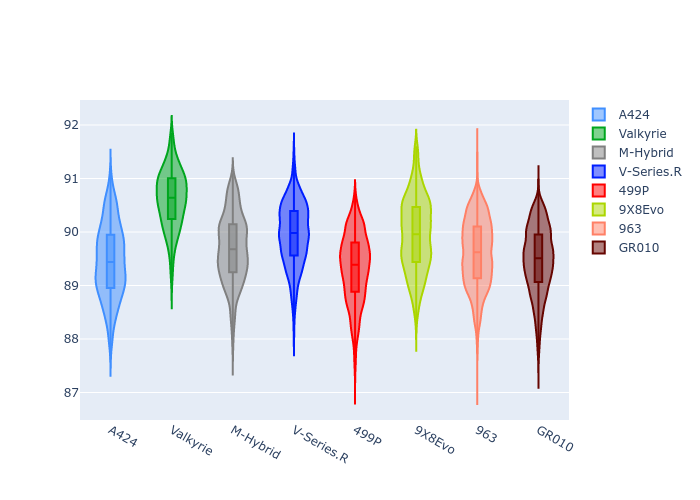 92
91
90
89
88
87
A424
Valkyrie
M-Hybrid
V-Series.R
499P
9X8Evo
963
GR010
A424
Valkyrie
M-Hybrid
V-Series.R
499P
9X8Evo
963
GR010